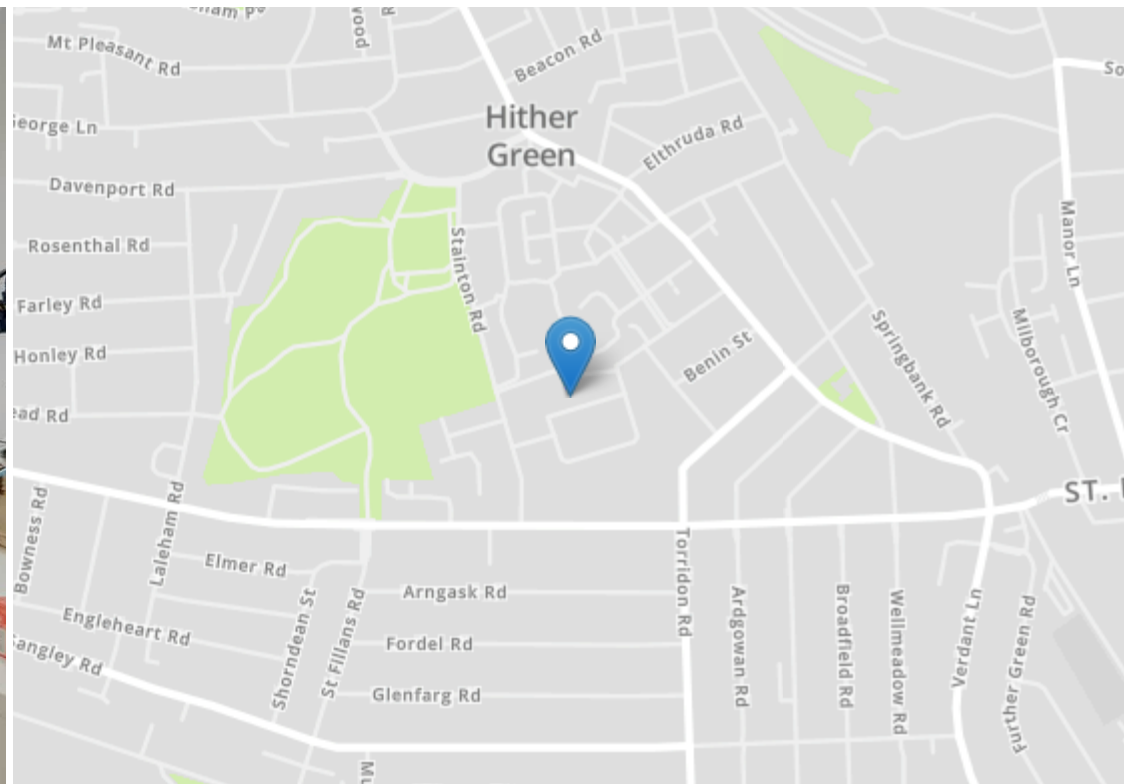 Mt Pleasant Rd
Beacon Rd
Hither
Green
Elthruda Rd
Davenport Rd
Rosenthal Rd
Stainton Rd
Farley Rd
Honley Rd
Rd
Benin St
Springbank Rd
Manor Ln
Milborough Cr
ST.
Bowness Rd
Laleham Rd
Elmer Rd
Arngask Rd
Torridon Rd
Ardgowan Rd
Broadfield Rd
Wellmeadow Rd
Verdant Ln
Further Green Rd
Engleheart Rd
Shorndean St
St Fillans Rd
Fordel Rd
Glenfarg Rd
Rd